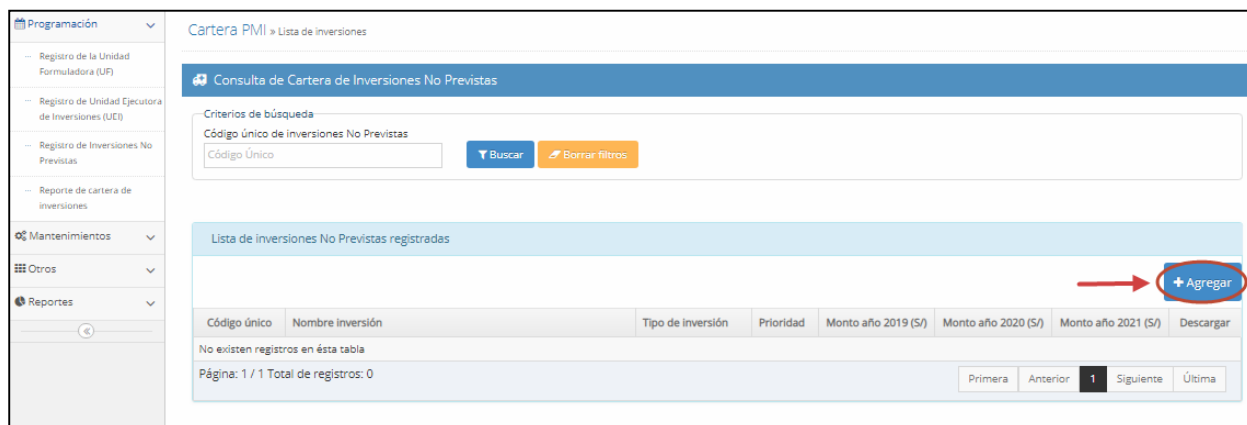 Programación
Registro de la Unidad
Formuladora (UF)
Registro de Unidad Ejecutora
de Inversiones (UEI)
Registro de Inversiones No
Previstas
Reporte de cartera de
inversiones
Mantenimientos
Otros
Reportes
Cartera PMI » Lista de inversiones
Consulta de Cartera de Inversiones No Previstas
Criterios de búsqueda
Código único de inversiones No Previstas
Código Único
Buscar
Borrar filtros
Lista de inversiones No Previstas registradas
+ Agregar
Código único Nombre inversión Tipo de inversión Prioridad Monto año 2019 (S/) Monto año 2020 (S/) Monto año 2021 (S/) Descargar
No existen registros en ésta tabla
Página: 1 / 1 Total de registros: 0
Primera Anterior 1 Siguiente Última